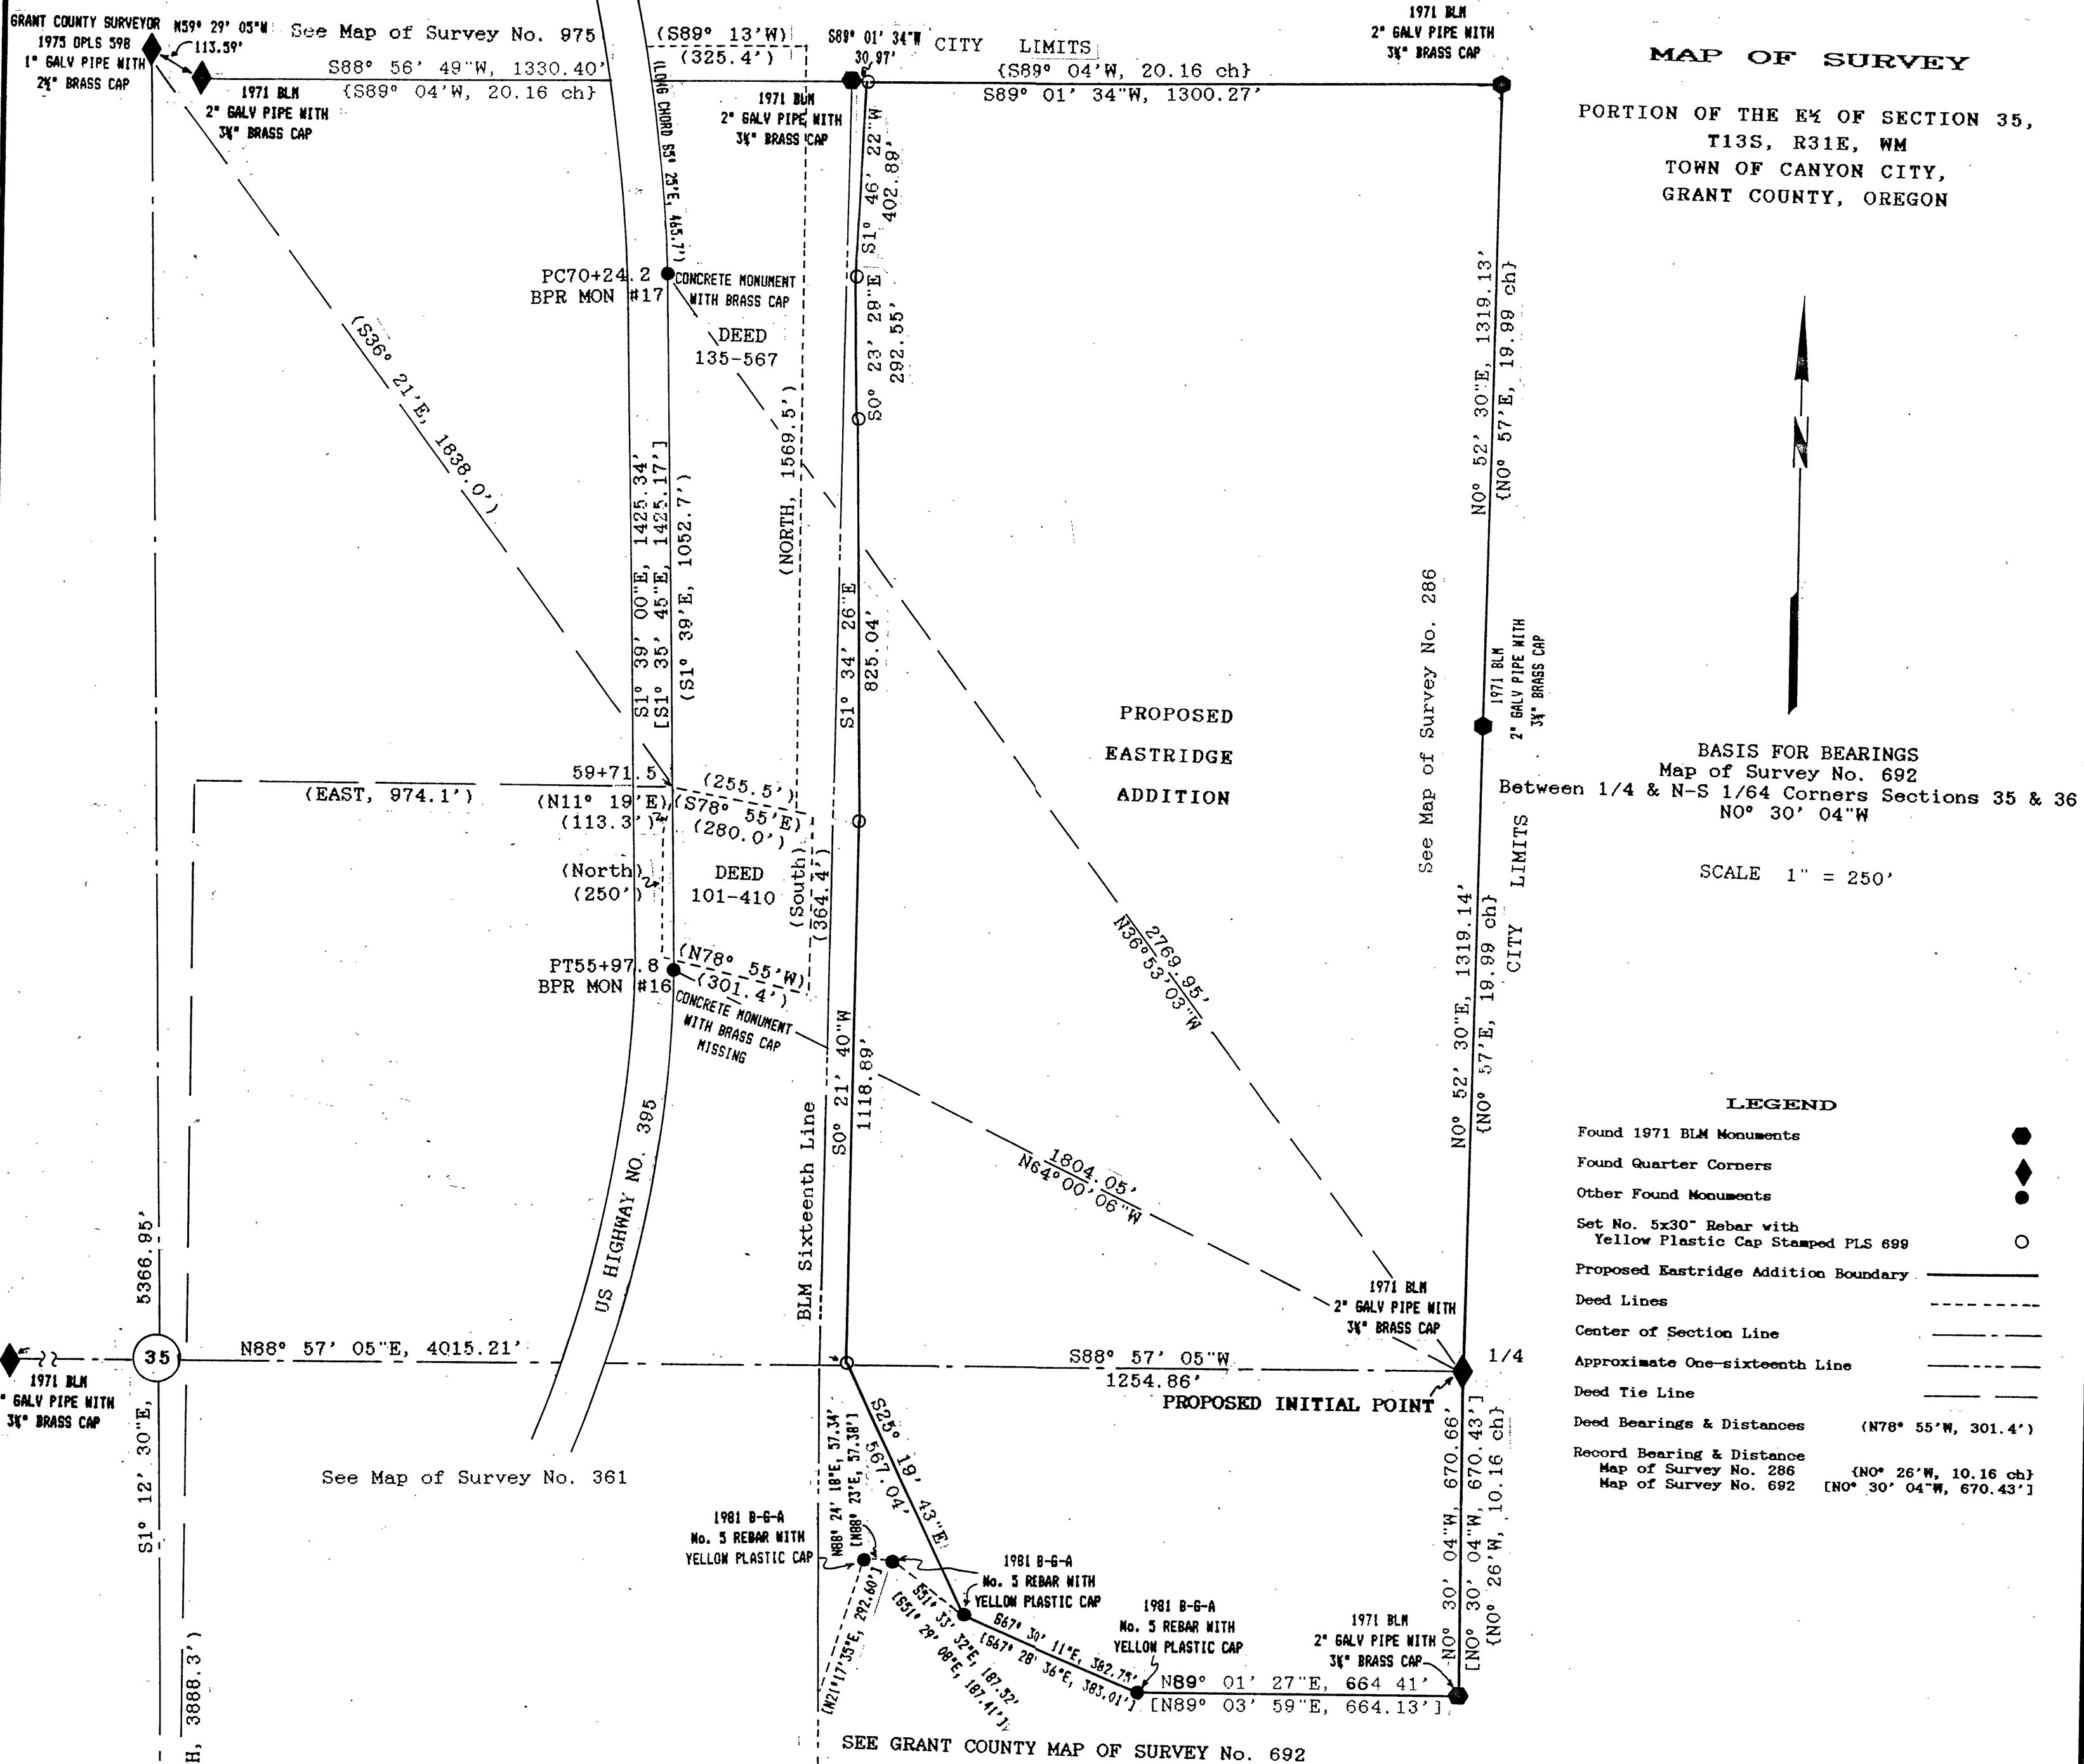 GRANT COUNTY SURVEYOR
1975 OPLS 598
1" GALV PIPE WITH
2½" BRASS CAP
N59° 29' 05"W
113.59'
See Map of Survey No. 975
S88° 56' 49"W, 1330.40'
{S89° 04'W, 20.16 ch}
1971 BLM
2" GALV PIPE WITH
3¼" BRASS CAP
(S89° 13'W)
(325.4')
S89° 01' 34"W
30.97'
CITY LIMITS
{S89° 04'W, 20.16 ch}
S89° 01' 34"W, 1300.27'
1971 BLM
2" GALV PIPE WITH
3¼" BRASS CAP
1971 BLM
2" GALV PIPE WITH
3¼" BRASS CAP
MAP OF SURVEY
PORTION OF THE E½ OF SECTION 35,
T13S, R31E, WM
TOWN OF CANYON CITY,
GRANT COUNTY, OREGON
N
BASIS FOR BEARINGS
Map of Survey No. 692
Between 1/4 & N-S 1/64 Corners Sections 35 & 36
N0° 30' 04"W
SCALE 1" = 250'
(LONG CHORD S5° 25'E, 465.7')
PC70+24.2
BPR MON #17
CONCRETE MONUMENT
WITH BRASS CAP
DEED
135-567
S1° 46' 22"W
402.89'
S0° 23' 29"E
292.55'
(S36° 21'E, 1838.0')
S1° 39' 00"E, 1425.34'
[S1° 35' 45"E, 1425.17']
(S1° 39'E, 1052.7')
(NORTH, 1569.5')
S1° 34' 26"E
825.04'
N0° 52' 30"E, 1319.13'
{N0° 57'E, 19.99 ch}
See Map of Survey No. 286
1971 BLM
2" GALV PIPE WITH
3¼" BRASS CAP
PROPOSED
EASTRIDGE
ADDITION
59+71.5
(EAST, 974.1')
(N11° 19'E)
(113.3')
(255.5')
(S78° 55'E)
(280.0')
(North)
(250')
DEED
101-410
(South)
(364.4')
PT55+97.8
BPR MON #16
(N78° 55'W)
(301.4')
CONCRETE MONUMENT
WITH BRASS CAP
MISSING
S0° 21' 40"W
1118.89'
2769.95'
N36°53'03"W
1804.05'
N64°00'06"W
N0° 52' 30"E, 1319.14'
{N0° 57'E, 19.99 ch}
CITY LIMITS
US HIGHWAY NO. 395
BLM Sixteenth Line
S1° 12' 30"E, 5366.95'
35
N88° 57' 05"E, 4015.21'
1971 BLM
" GALV PIPE WITH
3¼" BRASS CAP
1971 BLM
2" GALV PIPE WITH
3¼" BRASS CAP
1/4
S88° 57' 05"W
1254.86'
PROPOSED INITIAL POINT
See Map of Survey No. 361
N88° 24' 18"E, 57.34'
[N88° 23'E, 57.38']
S25° 19' 43"E
567.04'
N0° 30' 04"W, 670.66'
[N0° 30' 04"W, 670.43']
{N0° 26'W, 10.16 ch}
1981 B-G-A
No. 5 REBAR WITH
YELLOW PLASTIC CAP
1981 B-G-A
No. 5 REBAR WITH
YELLOW PLASTIC CAP
1981 B-G-A
No. 5 REBAR WITH
YELLOW PLASTIC CAP
1971 BLM
2" GALV PIPE WITH
3¼" BRASS CAP
[N21°17'35"E, 292.60']
S51° 33' 32"E, 187.52'
[S51° 29' 08"E, 187.41']
S67° 30' 11"E, 382.75'
[S67° 28' 36"E, 383.01']
N89° 01' 27"E, 664 41'
[N89° 03' 59"E, 664.13']
H, 3888.3')
SEE GRANT COUNTY MAP OF SURVEY No. 692
LEGEND
Found 1971 BLM Monuments
Found Quarter Corners
Other Found Monuments
Set No. 5x30" Rebar with
Yellow Plastic Cap Stamped PLS 699
Proposed Eastridge Addition Boundary
Deed Lines
Center of Section Line
Approximate One-sixteenth Line
Deed Tie Line
Deed Bearings & Distances (N78° 55'W, 301.4')
Record Bearing & Distance
Map of Survey No. 286 {N0° 26'W, 10.16 ch}
Map of Survey No. 692 [N0° 30' 04"W, 670.43']